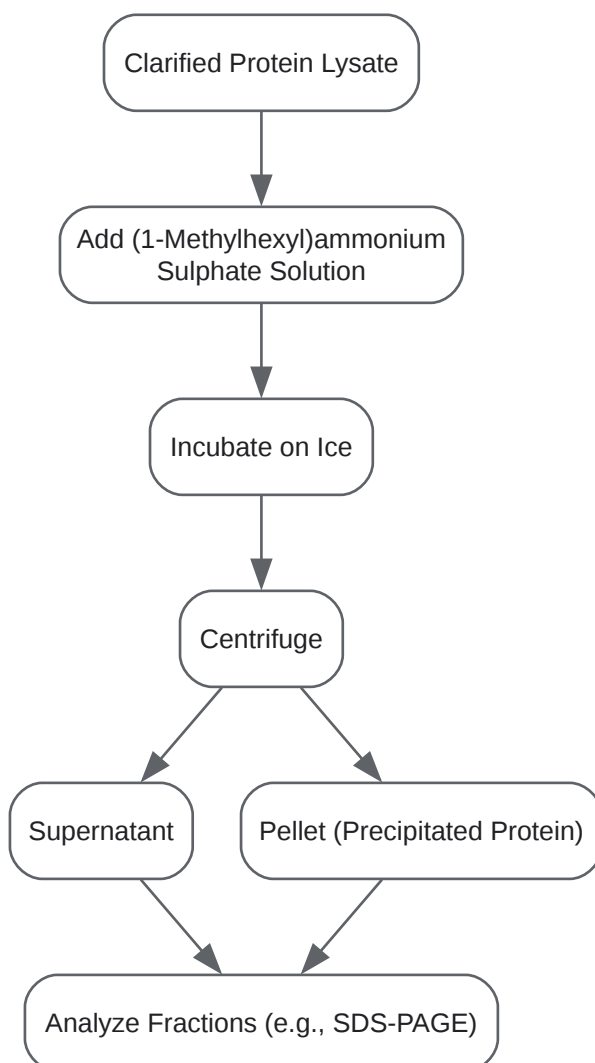 Clarified Protein Lysate
Add (1-Methylhexyl)ammonium
Sulphate Solution
Incubate on Ice
Centrifuge
Supernatant
Pellet (Precipitated Protein)
Analyze Fractions (e.g., SDS-PAGE)